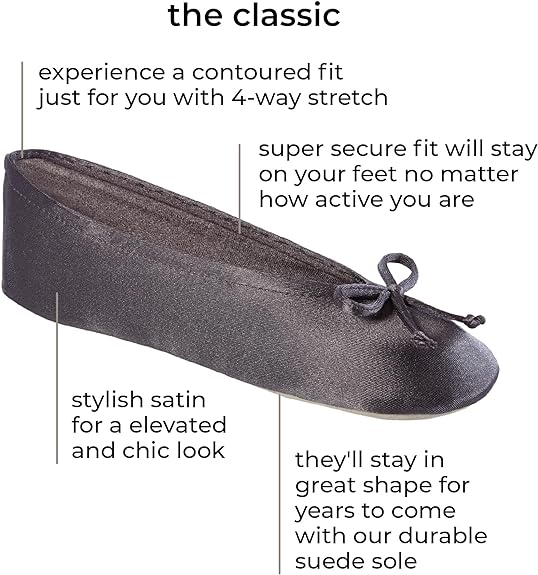 the classic
experience a contoured fit
just for you with 4-way stretch
super secure fit will stay
on your feet no matter
how active you are
stylish satin
for a elevated
and chic look
they'll stay in
great shape for
years to come
with our durable
suede sole